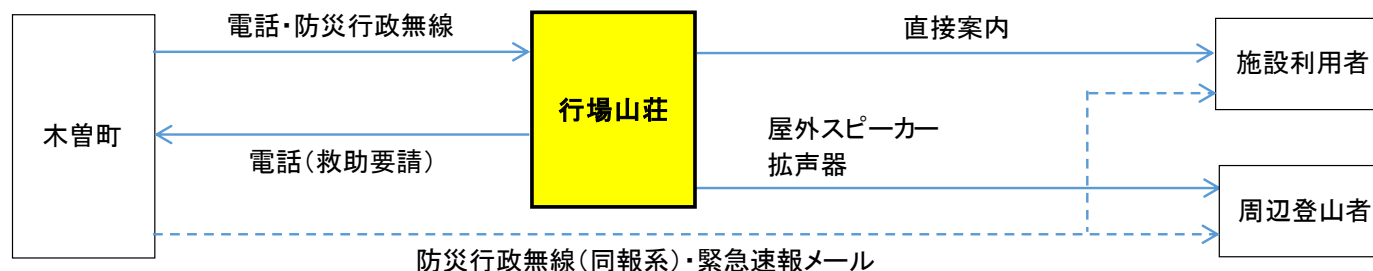 電話・防災行政無線
直接案内
木曽町
行場山荘
施設利用者
電話（救助要請）
屋外スピーカー
拡声器
周辺登山者
防災行政無線（同報系）・緊急速報メール